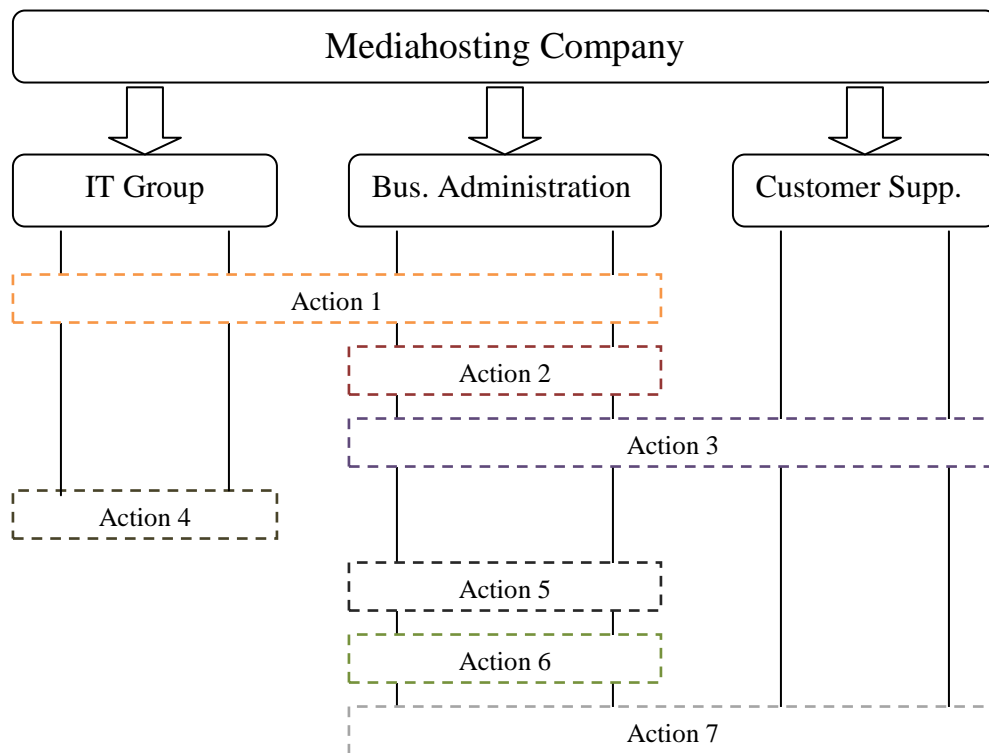 Mediahosting Company
IT Group
Bus. Administration
Customer Supp.
Action 1
Action 2
Action 3
Action 4
Action 5
Action 6
Action 7